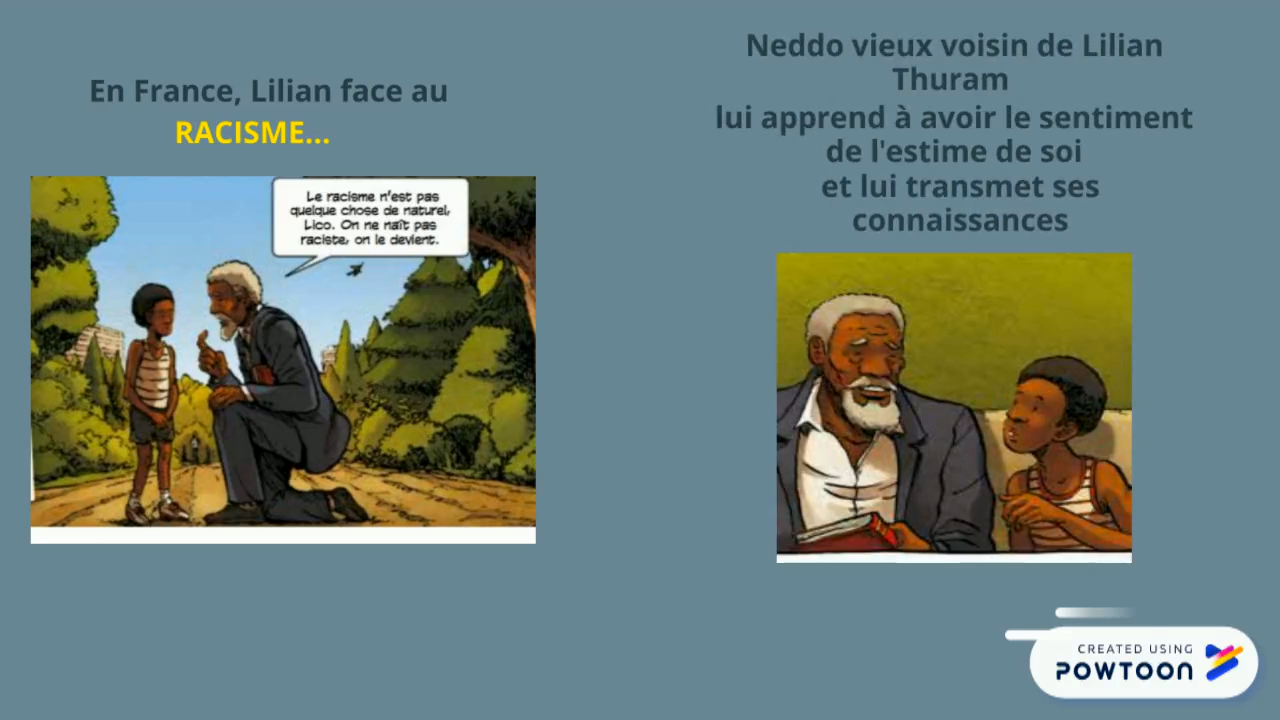 En France, Lilian face au
RACISME...
Le racisme n'est pas
quelque chose de naturel,
Lico. On ne naît pas
raciste, on le devient.
Neddo vieux voisin de Lilian
Thuram
lui apprend à avoir le sentiment
de l'estime de soi
et lui transmet ses
connaissances
CREATED USING
POWTOON